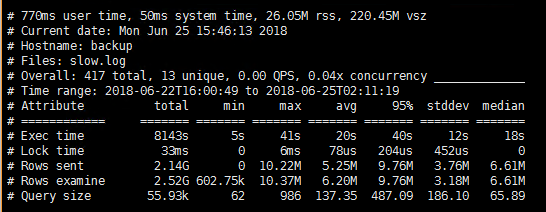 # 770ms user time, 50ms system time, 26.05M rss, 220.45M vsz
# Current date: Mon Jun 25 15:46:13 2018
# Hostname: backup
# Files: slow.log
# Overall: 417 total, 13 unique, 0.00 QPS, 0.04x concurrency _____________
# Time range: 2018-06-22T16:00:49 to 2018-06-25T02:11:19
# Attribute          total     min     max     avg     95%  stddev  median
# ============     ======= ======= ======= ======= ======= ======= =======
# Exec time          8143s      5s     41s     20s     40s     12s     18s
# Lock time           33ms       0     6ms    78us   204us   452us       0
# Rows sent          2.14G       0  10.22M   5.25M   9.76M   3.76M   6.61M
# Rows examine       2.52G 602.75k  10.37M   6.20M   9.76M   3.18M   6.61M
# Query size        55.93k      62     986  137.35  487.09  186.10   65.89